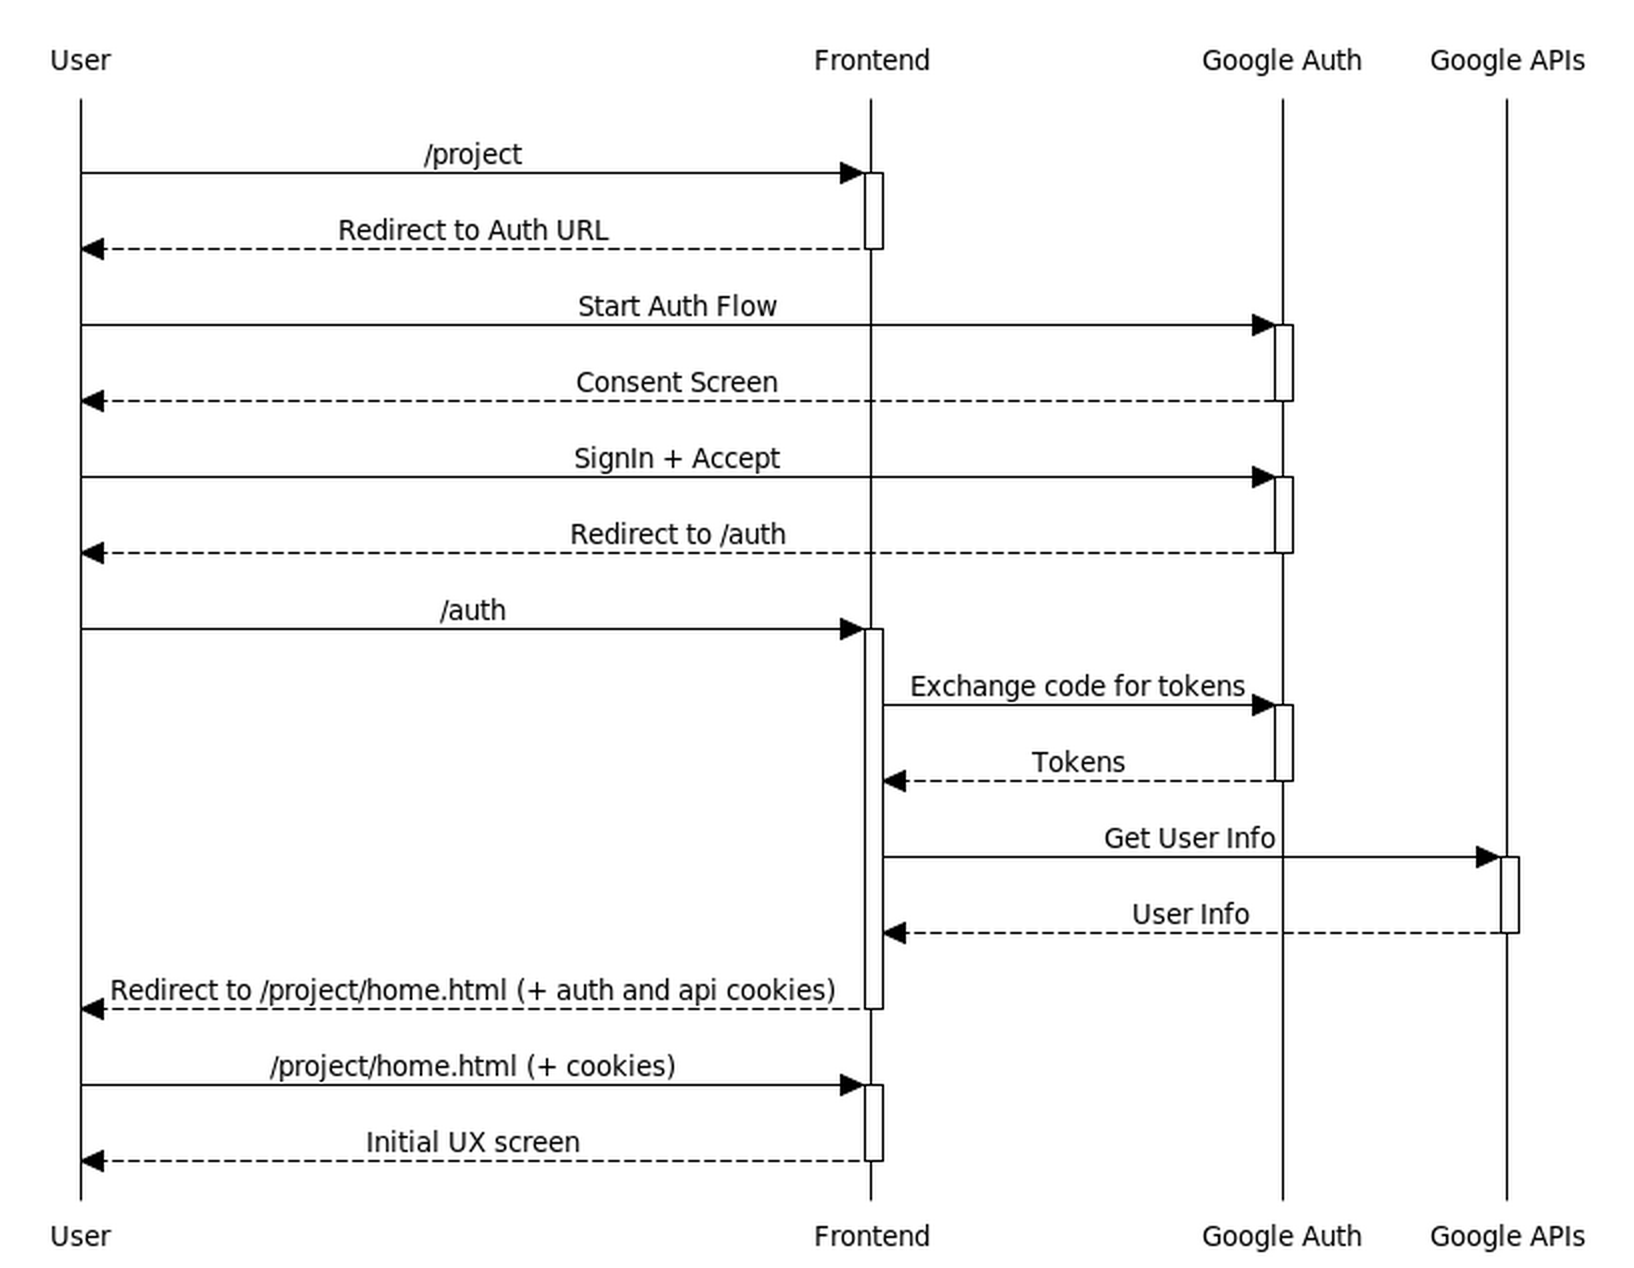 User Frontend Google Auth Google APIs
/project
Redirect to Auth URL
Start Auth Flow
Consent Screen
SignIn + Accept
Redirect to /auth
/auth
Exchange code for tokens
Tokens
Get User Info
User Info
Redirect to /project/home.html (+ auth and api cookies)
/project/home.html (+ cookies)
Initial UX screen
User Frontend Google Auth Google APIs